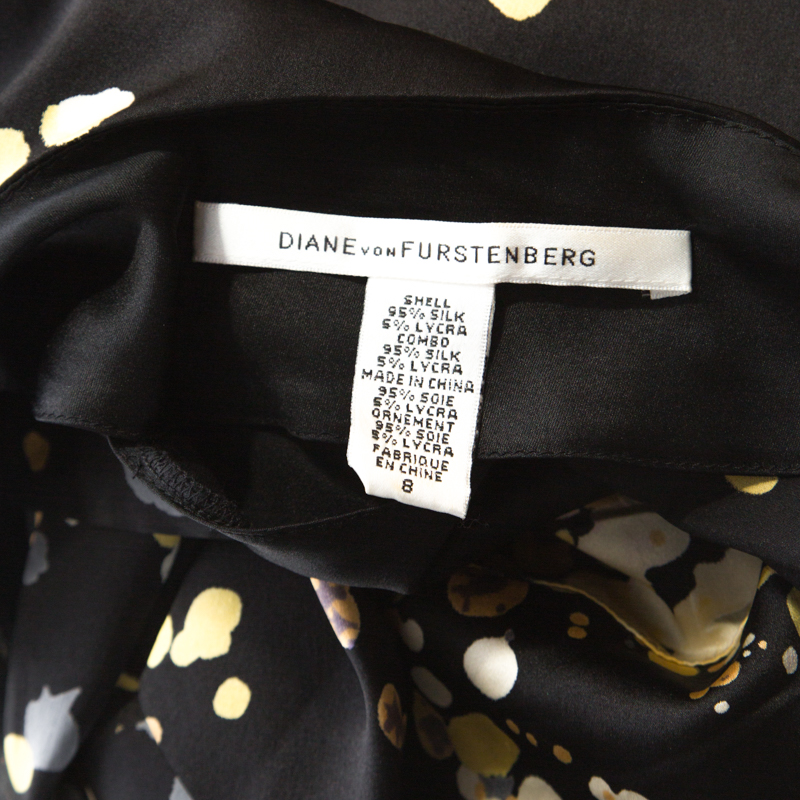 DIANE VON FURSTENBERG
SHELL
95% SILK
5% LYCRA
COMBO
95% SILK
5% LYCRA
MADE IN CHINA
95% SOIE
5% LYCRA
ORNEMENT
95% SOIE
5% LYCRA
FABRIQUE
EN CHINE
8